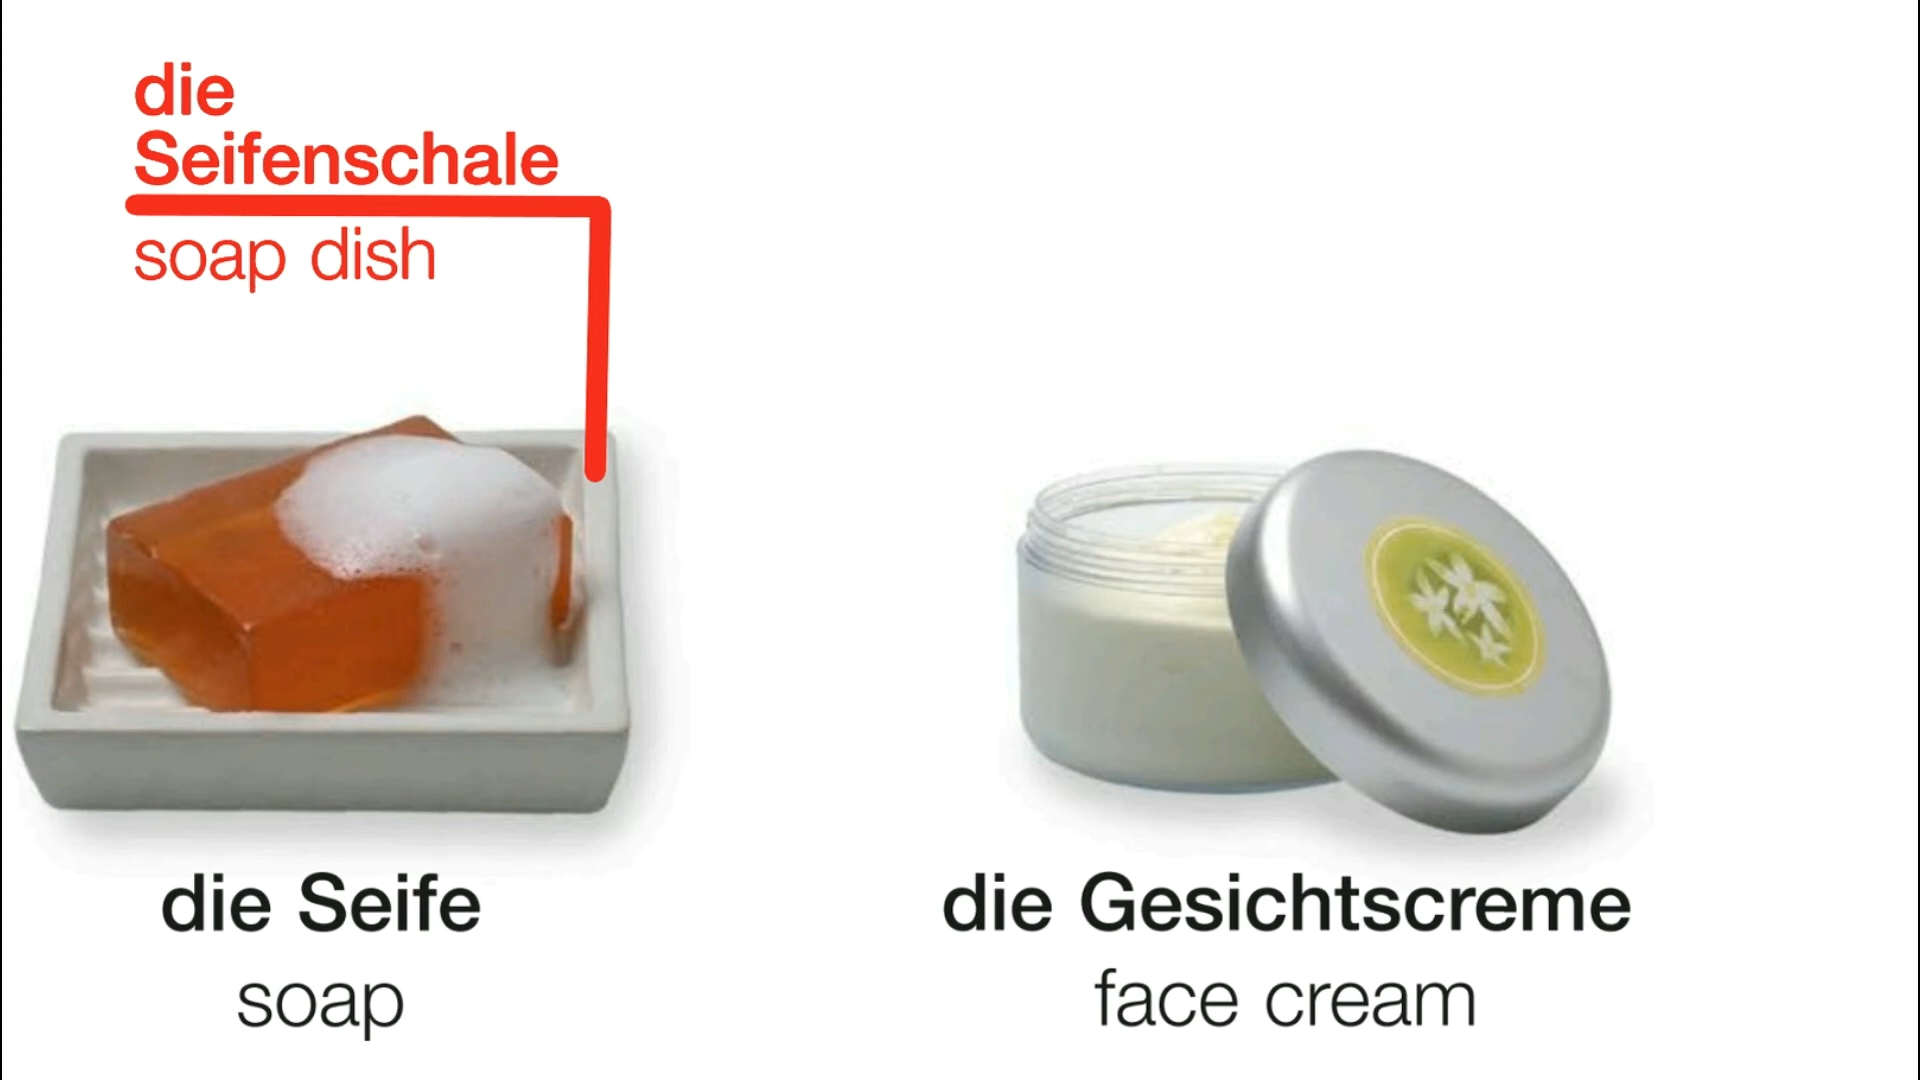 die
Seifenschale
soap dish
die Seife
soap
die Gesichtscreme
face cream